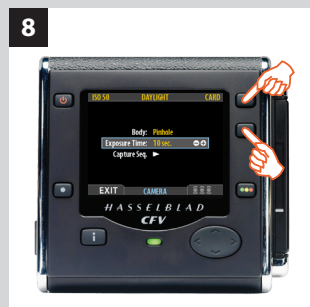 8
ISO 50 DAYLIGHT CARD
Body: Pinhole
Exposure Time: 10 sec.
Capture Seq.
EXIT CAMERA
HASSELBLAD
CFV
i